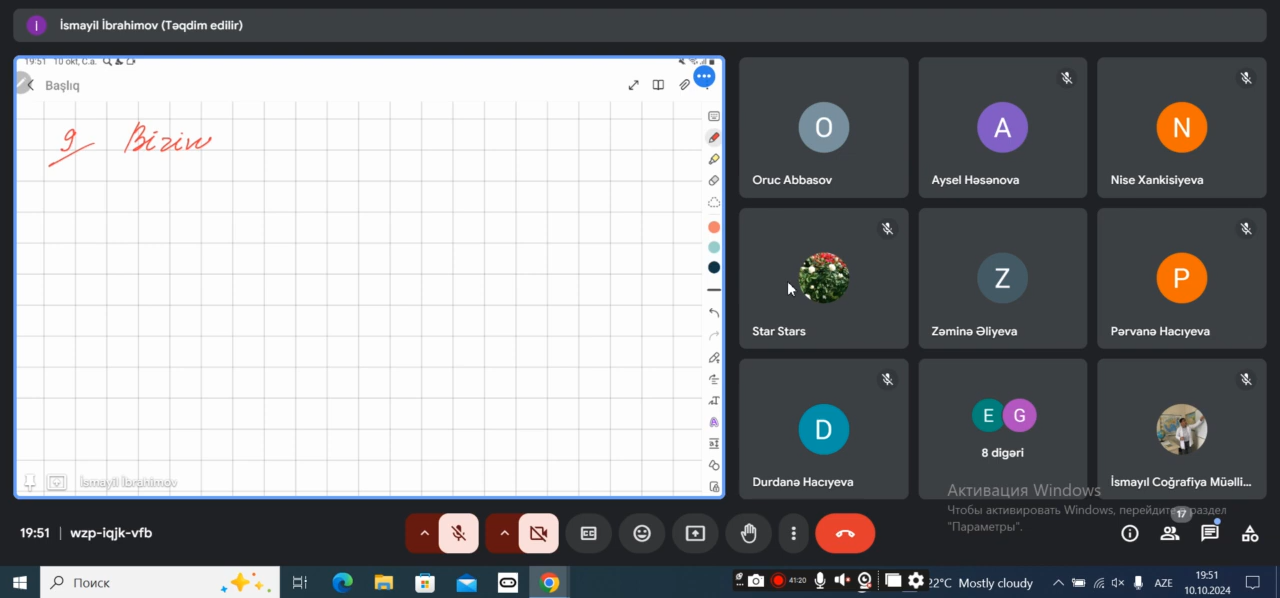 I İsmayil İbrahimov (Təqdim edilir)
19:51 10 okt, C.a.
Başlıq
9 Bizim
İsmayil İbrahimov
O
Oruc Abbasov
A
Aysel Həsənova
N
Nise Xankisiyeva
Star Stars
Z
Zəminə Əliyeva
P
Pərvanə Hacıyeva
D
Durdanə Hacıyeva
E G
8 digəri
İsmayıl Coğrafiya Müəlli...
Активация Windows
Чтобы активировать Windows, перейдите раздел
"Параметры".
19:51 | wzp-iqjk-vfb
17
Поиск
41:20
22°C Mostly cloudy
AZE
19:51
10.10.2024